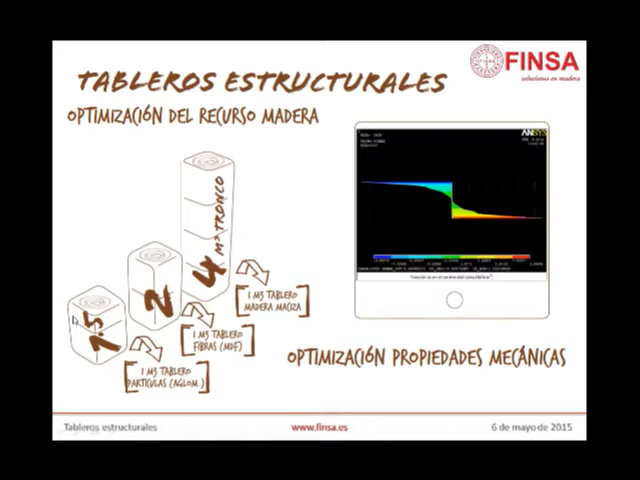 FINSA
soluciones en madera
TABLEROS ESTRUCTURALES
OPTIMIZACIÓN DEL RECURSO MADERA
ANSYS
4 M³ TRONCO
2
1.5
1 M3 TABLERO
MADERA MACIZA
1 M3 TABLERO
FIBRAS (MDF)
1 M3 TABLERO
PARTÍCULAS (AGLOM.)
OPTIMIZACIÓN PROPIEDADES MECÁNICAS
Tableros estructurales
www.finsa.es
6 de mayo de 2015